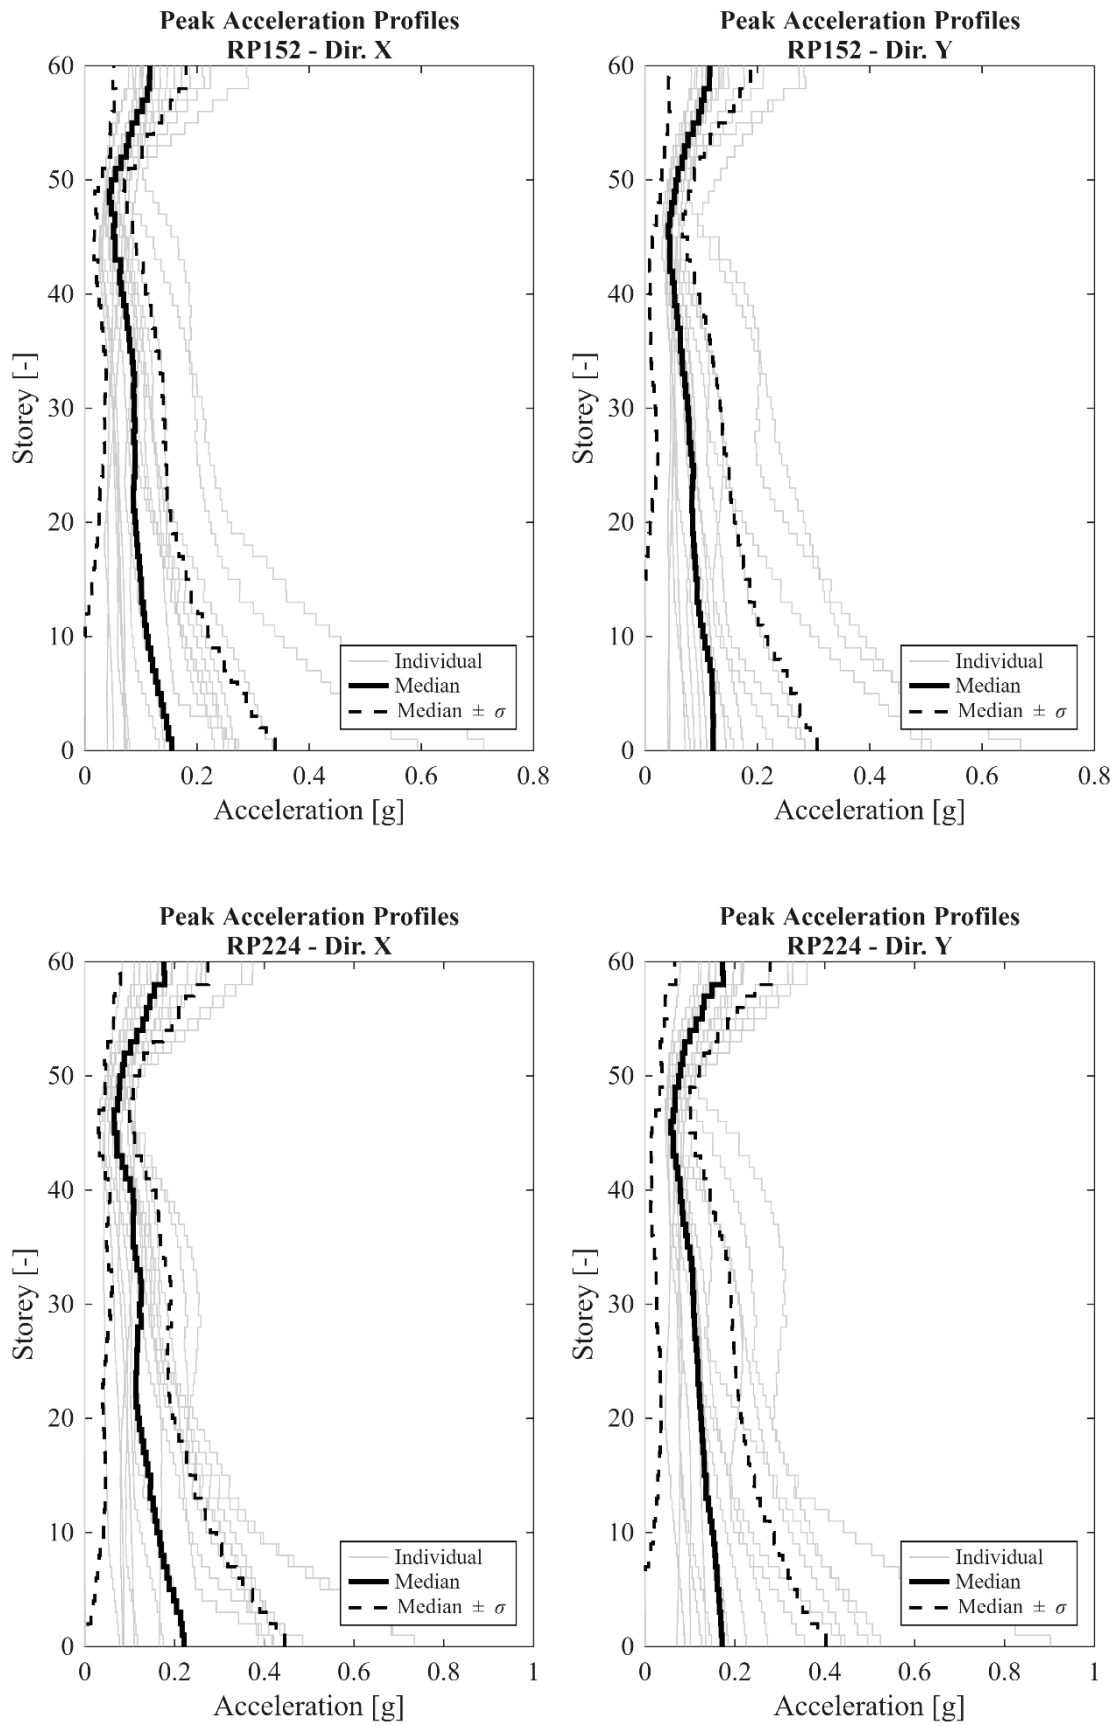 Peak Acceleration Profiles
RP152 - Dir. X
60
50
40
30
20
10
0
Storey [-]
Individual
Median
Median ± σ
0 0.2 0.4 0.6 0.8
Acceleration [g]
Peak Acceleration Profiles
RP152 - Dir. Y
60
50
40
30
20
10
0
Storey [-]
Individual
Median
Median ± σ
0 0.2 0.4 0.6 0.8
Acceleration [g]
Peak Acceleration Profiles
RP224 - Dir. X
60
50
40
30
20
10
0
Storey [-]
Individual
Median
Median ± σ
0 0.2 0.4 0.6 0.8 1
Acceleration [g]
Peak Acceleration Profiles
RP224 - Dir. Y
60
50
40
30
20
10
0
Storey [-]
Individual
Median
Median ± σ
0 0.2 0.4 0.6 0.8 1
Acceleration [g]